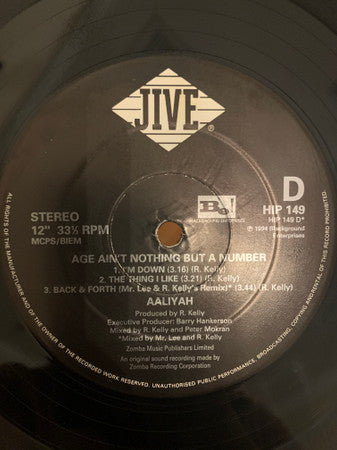 JIVE
®
STEREO
12" 33⅓ RPM
MCPS/BIEM
BLACKGROUND ENTERPRISES
D
HIP 149
HIP 149 D*
℗ 1994 Blackground
Enterprises
AGE AIN'T NOTHING BUT A NUMBER
1. I'M DOWN (3.16) (R. Kelly)
2. THE THING I LIKE (3.21) (R. Kelly)
3. BACK & FORTH (Mr. Lee & R. Kelly's Remix)* (3.44) (R. Kelly)
AALIYAH
Produced by R. Kelly
Executive Producer: Barry Hankerson
Mixed by R. Kelly and Peter Mokran
*Mixed by Mr. Lee and R. Kelly
Zomba Music Publishers Limited
An original sound recording made by
Zomba Recording Corporation
ALL RIGHTS OF THE MANUFACTURER AND OF THE OWNER OF THE RECORDED WORK RESERVED. UNAUTHORISED PUBLIC PERFORMANCE, BROADCASTING, COPYING AND RENTAL OF THIS RECORD PROHIBITED.